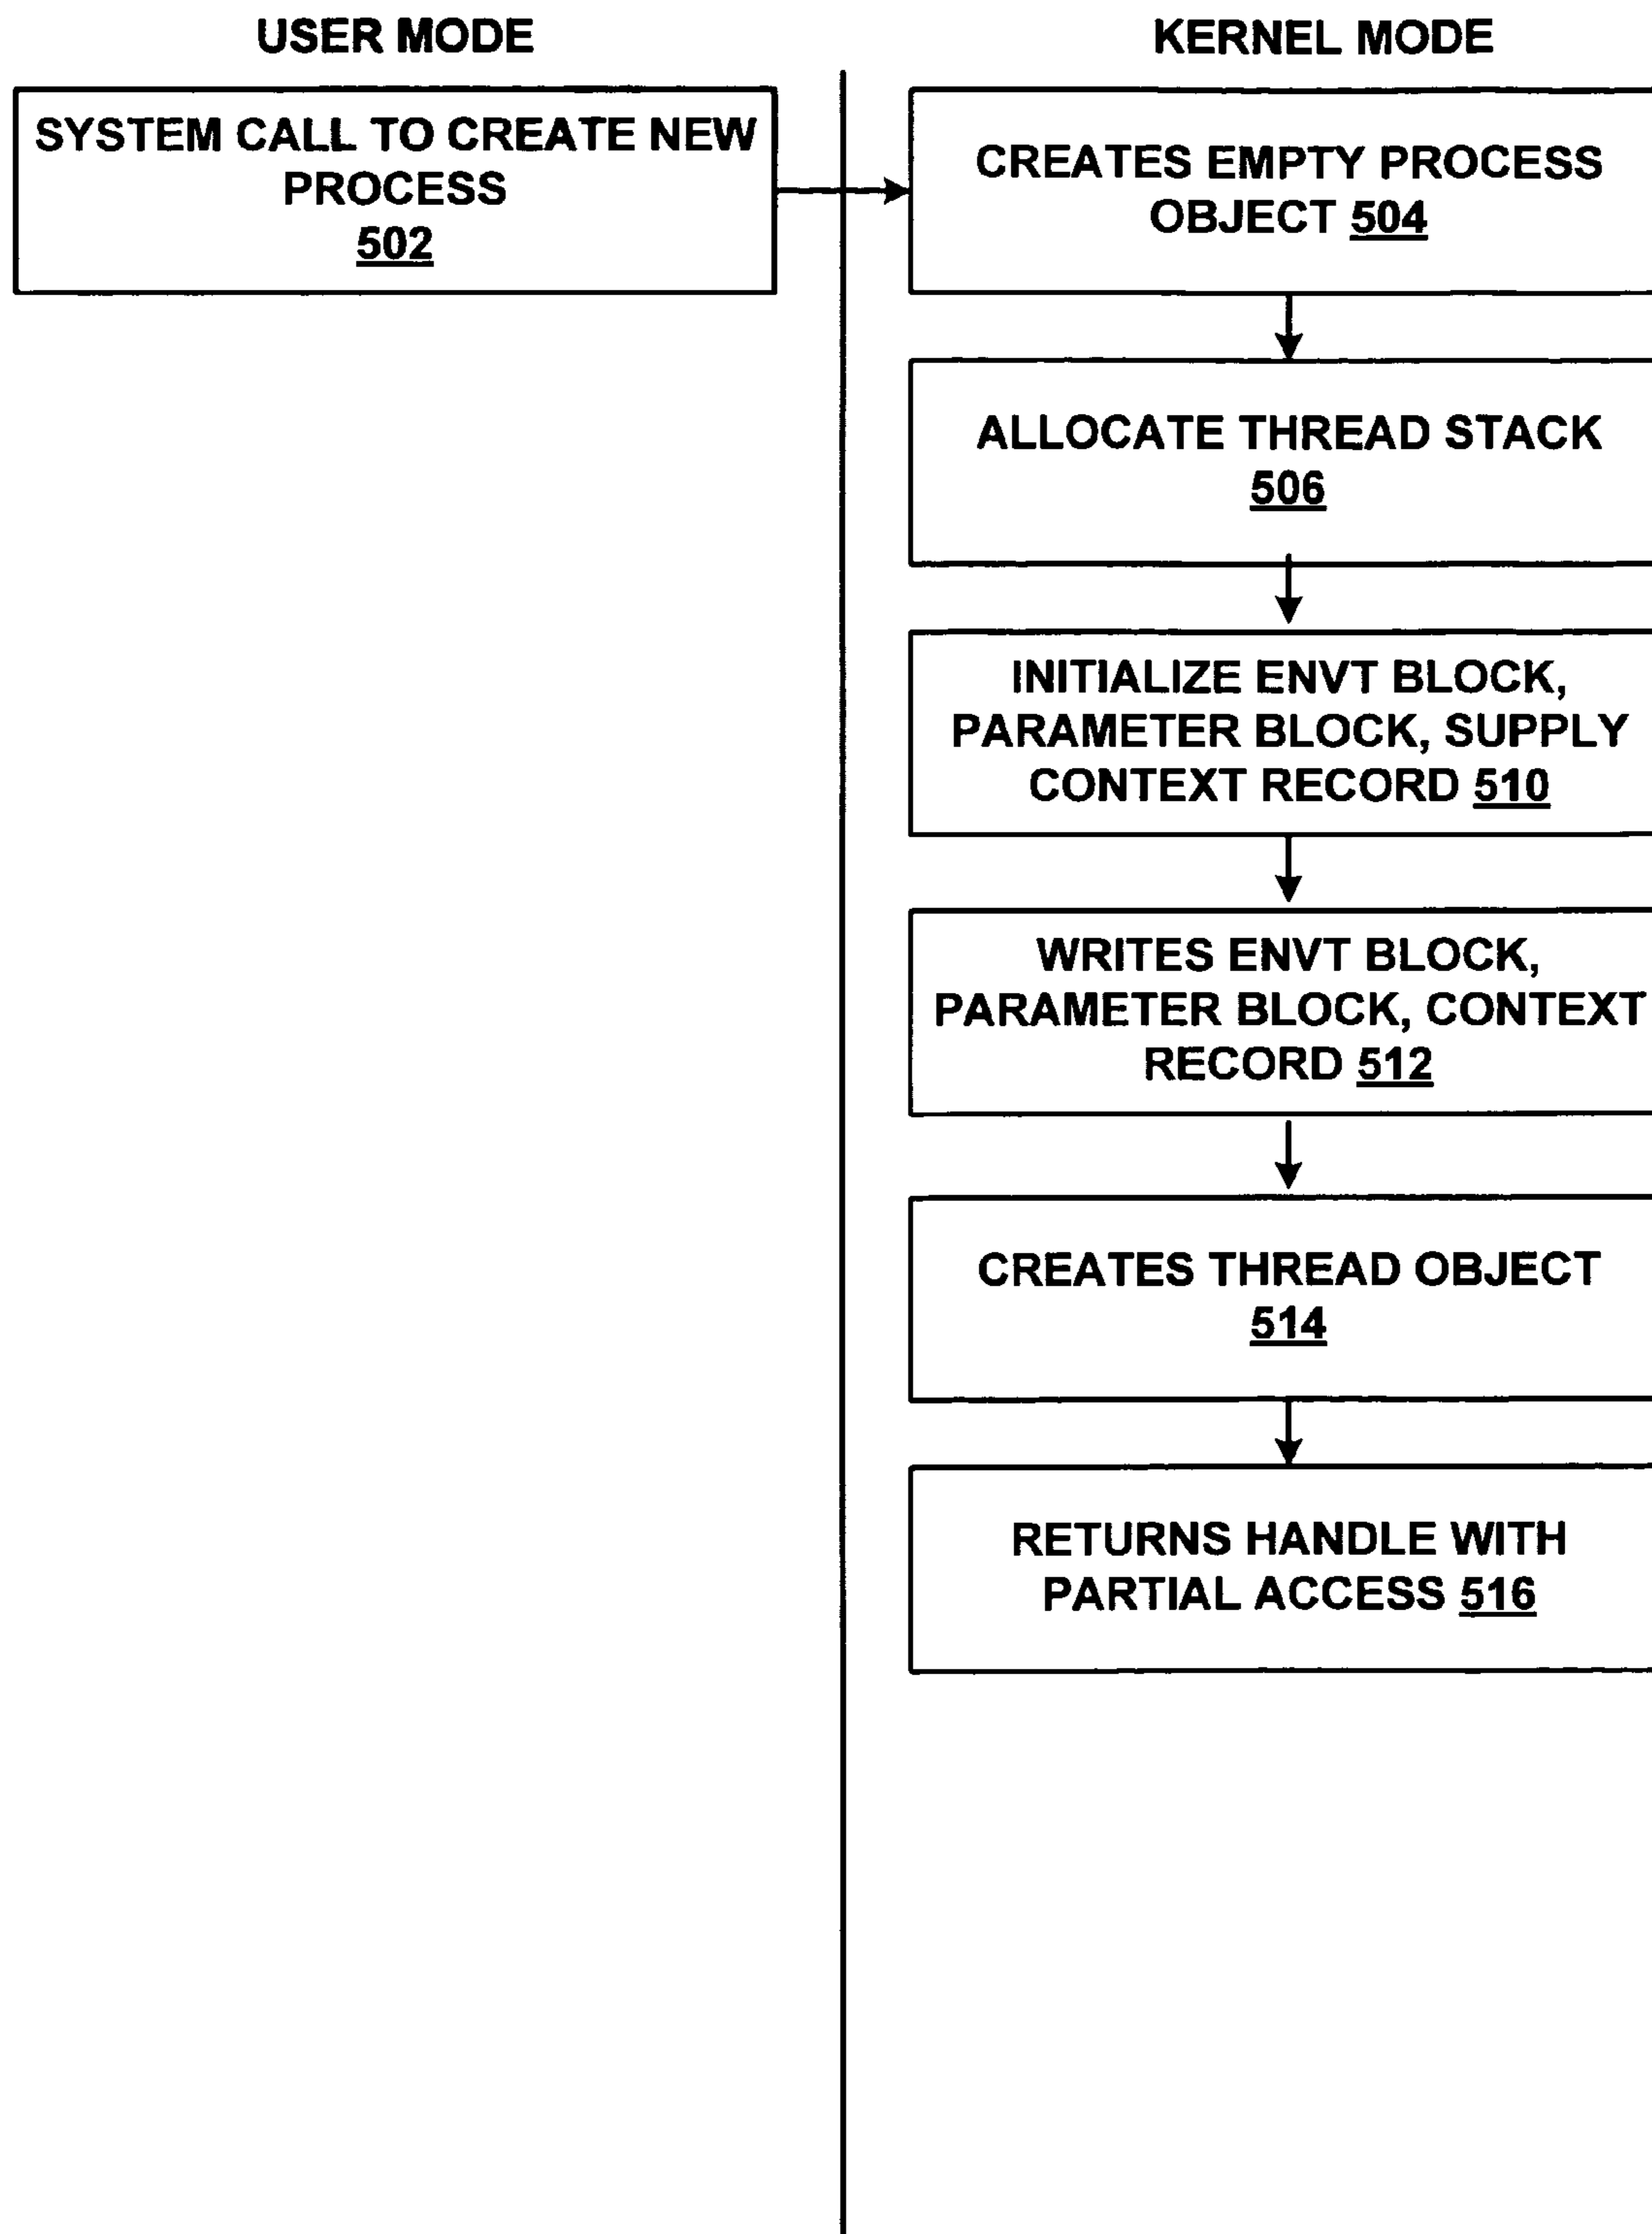 USER MODE
SYSTEM CALL TO CREATE NEW
PROCESS
502
KERNEL MODE
CREATES EMPTY PROCESS
OBJECT 504
ALLOCATE THREAD STACK
506
INITIALIZE ENVT BLOCK,
PARAMETER BLOCK, SUPPLY
CONTEXT RECORD 510
WRITES ENVT BLOCK,
PARAMETER BLOCK, CONTEXT
RECORD 512
CREATES THREAD OBJECT
514
RETURNS HANDLE WITH
PARTIAL ACCESS 516